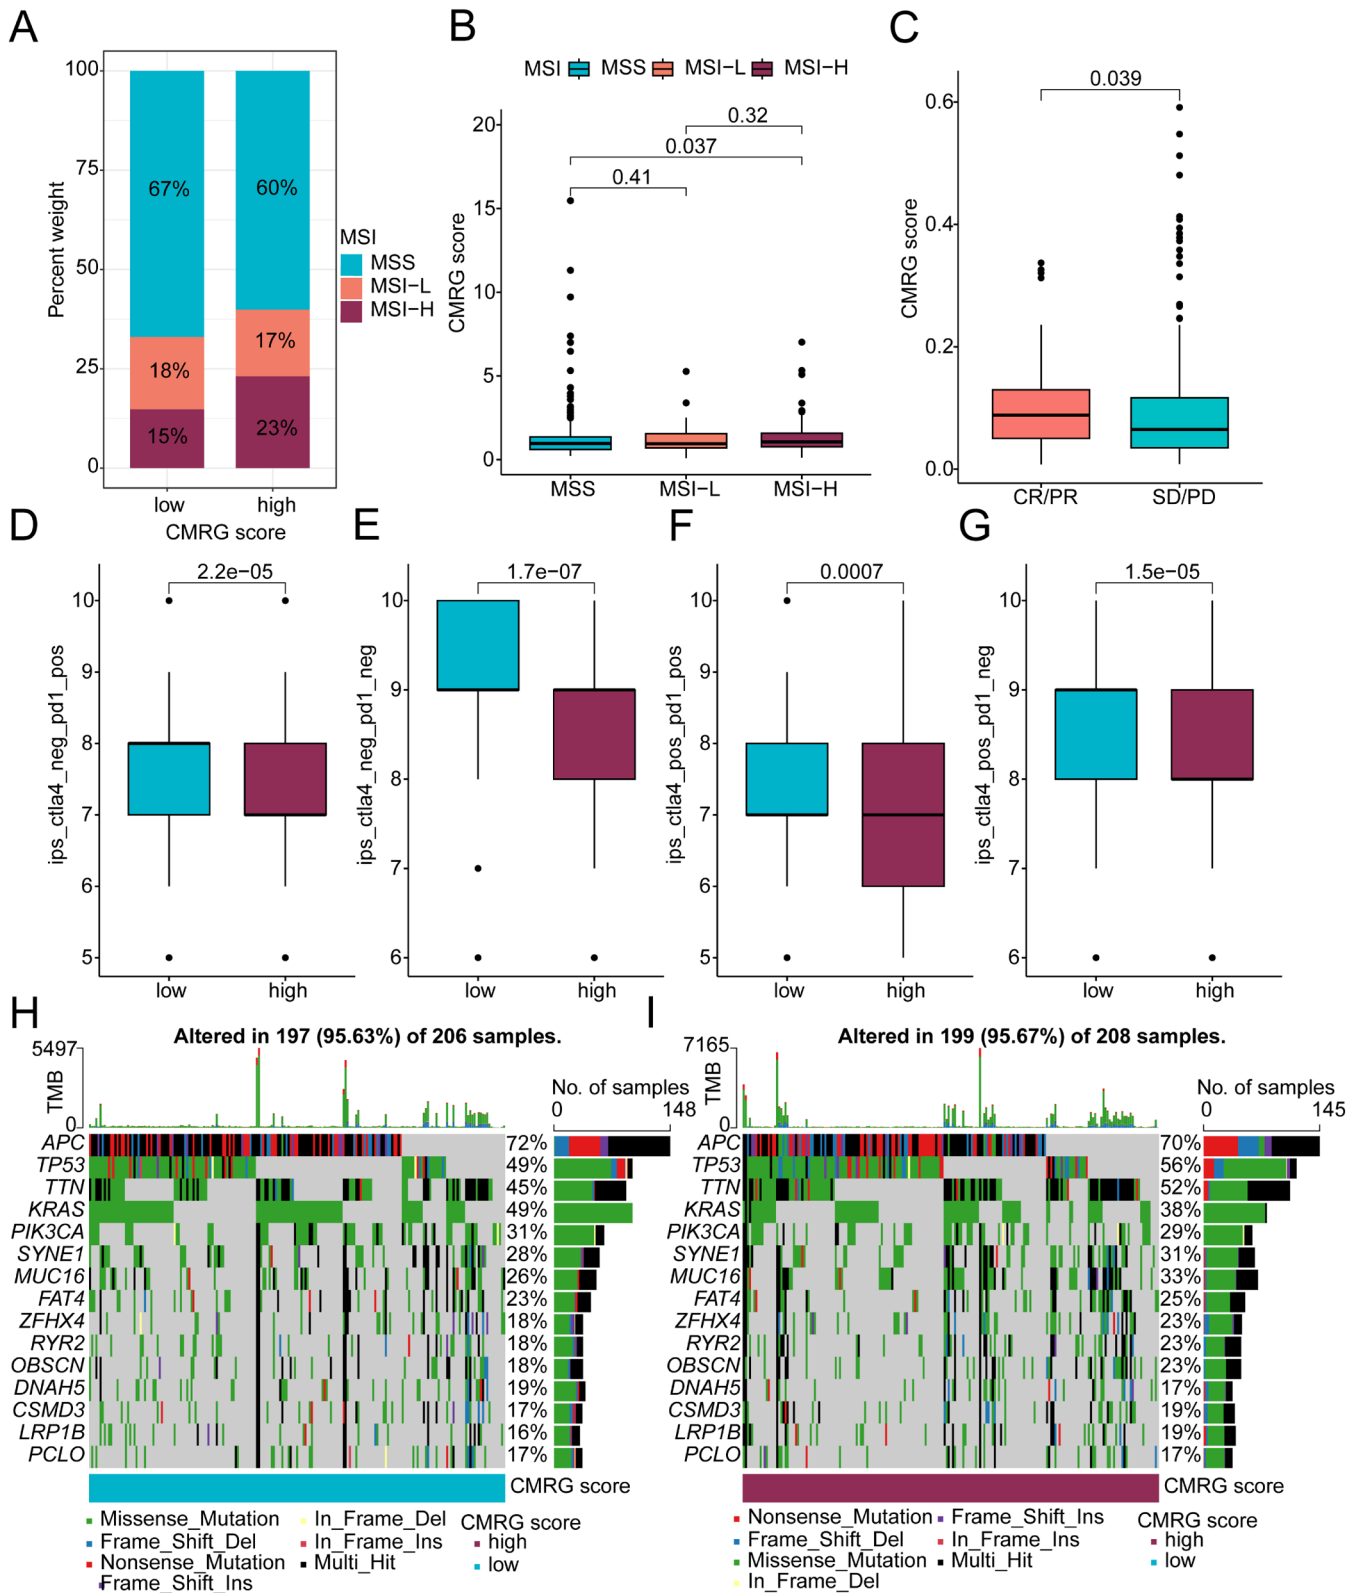 A
100
75
50
25
0
Percent weight
67%
18%
15%
60%
17%
23%
low
high
CMRG score
MSI
MSS
MSI−L
MSI−H
B
MSI MSS MSI−L MSI−H
CMRG score
20
15
10
5
0
0.32
0.037
0.41
MSS MSI−L MSI−H
C
CMRG score
0.6
0.4
0.2
0.0
0.039
CR/PR SD/PD
D
ips_ctla4_neg_pd1_pos
10
9
8
7
6
5
2.2e−05
low high
E
ips_ctla4_neg_pd1_neg
10
9
8
7
6
1.7e−07
low high
F
ips_ctla4_pos_pd1_pos
10
9
8
7
6
5
0.0007
low high
G
ips_ctla4_pos_pd1_neg
10
9
8
7
6
1.5e−05
low high
H
Altered in 197 (95.63%) of 206 samples.
5497
TMB
0
No. of samples
0 148
APC 72%
TP53 49%
TTN 45%
KRAS 49%
PIK3CA 31%
SYNE1 28%
MUC16 26%
FAT4 23%
ZFHX4 18%
RYR2 18%
OBSCN 18%
DNAH5 19%
CSMD3 17%
LRP1B 16%
PCLO 17%
CMRG score
Missense_Mutation
Frame_Shift_Del
Nonsense_Mutation
Frame_Shift_Ins
In_Frame_Del
In_Frame_Ins
Multi_Hit
CMRG score
high
low
I
Altered in 199 (95.67%) of 208 samples.
7165
TMB
0
No. of samples
0 145
APC 70%
TP53 56%
TTN 52%
KRAS 38%
PIK3CA 29%
SYNE1 31%
MUC16 33%
FAT4 25%
ZFHX4 23%
RYR2 23%
OBSCN 23%
DNAH5 17%
CSMD3 19%
LRP1B 19%
PCLO 17%
CMRG score
Nonsense_Mutation
Frame_Shift_Del
Missense_Mutation
In_Frame_Del
Frame_Shift_Ins
In_Frame_Ins
Multi_Hit
CMRG score
high
low